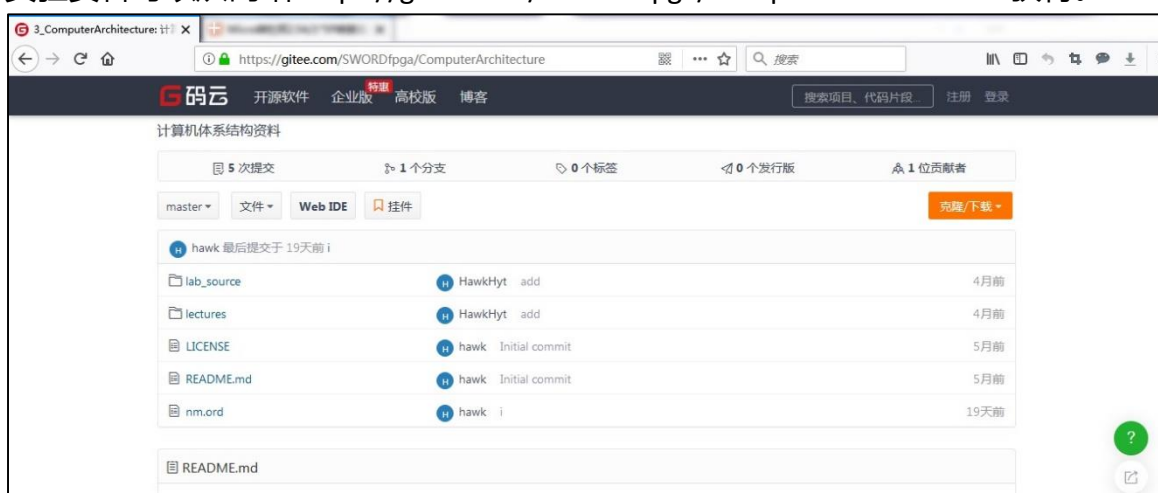 3_ComputerArchitecture: 计
https://gitee.com/SWORDfpga/ComputerArchitecture
搜索
码云 开源软件 企业版 特惠 高校版 博客 搜索项目、代码片段... 注册 登录
计算机体系结构资料
5 次提交 1 个分支 0 个标签 0 个发行版 1 位贡献者
master 文件 Web IDE 挂件 克隆/下载
H hawk 最后提交于 19天前 i
lab_source H HawkHyt add 4月前
lectures H HawkHyt add 4月前
LICENSE H hawk Initial commit 5月前
README.md H hawk Initial commit 5月前
nm.ord H hawk i 19天前
README.md
?